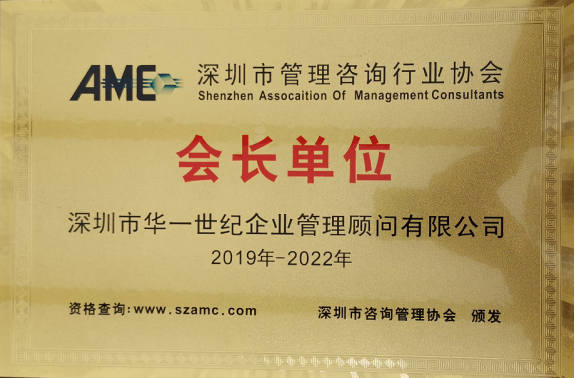 AMC 深圳市管理咨询行业协会
Shenzhen Assocaition Of Management Consultants
会长单位
深圳市华一世纪企业管理顾问有限公司
2019年-2022年
资格查询:www.szamc.com 深圳市咨询管理协会 颁发